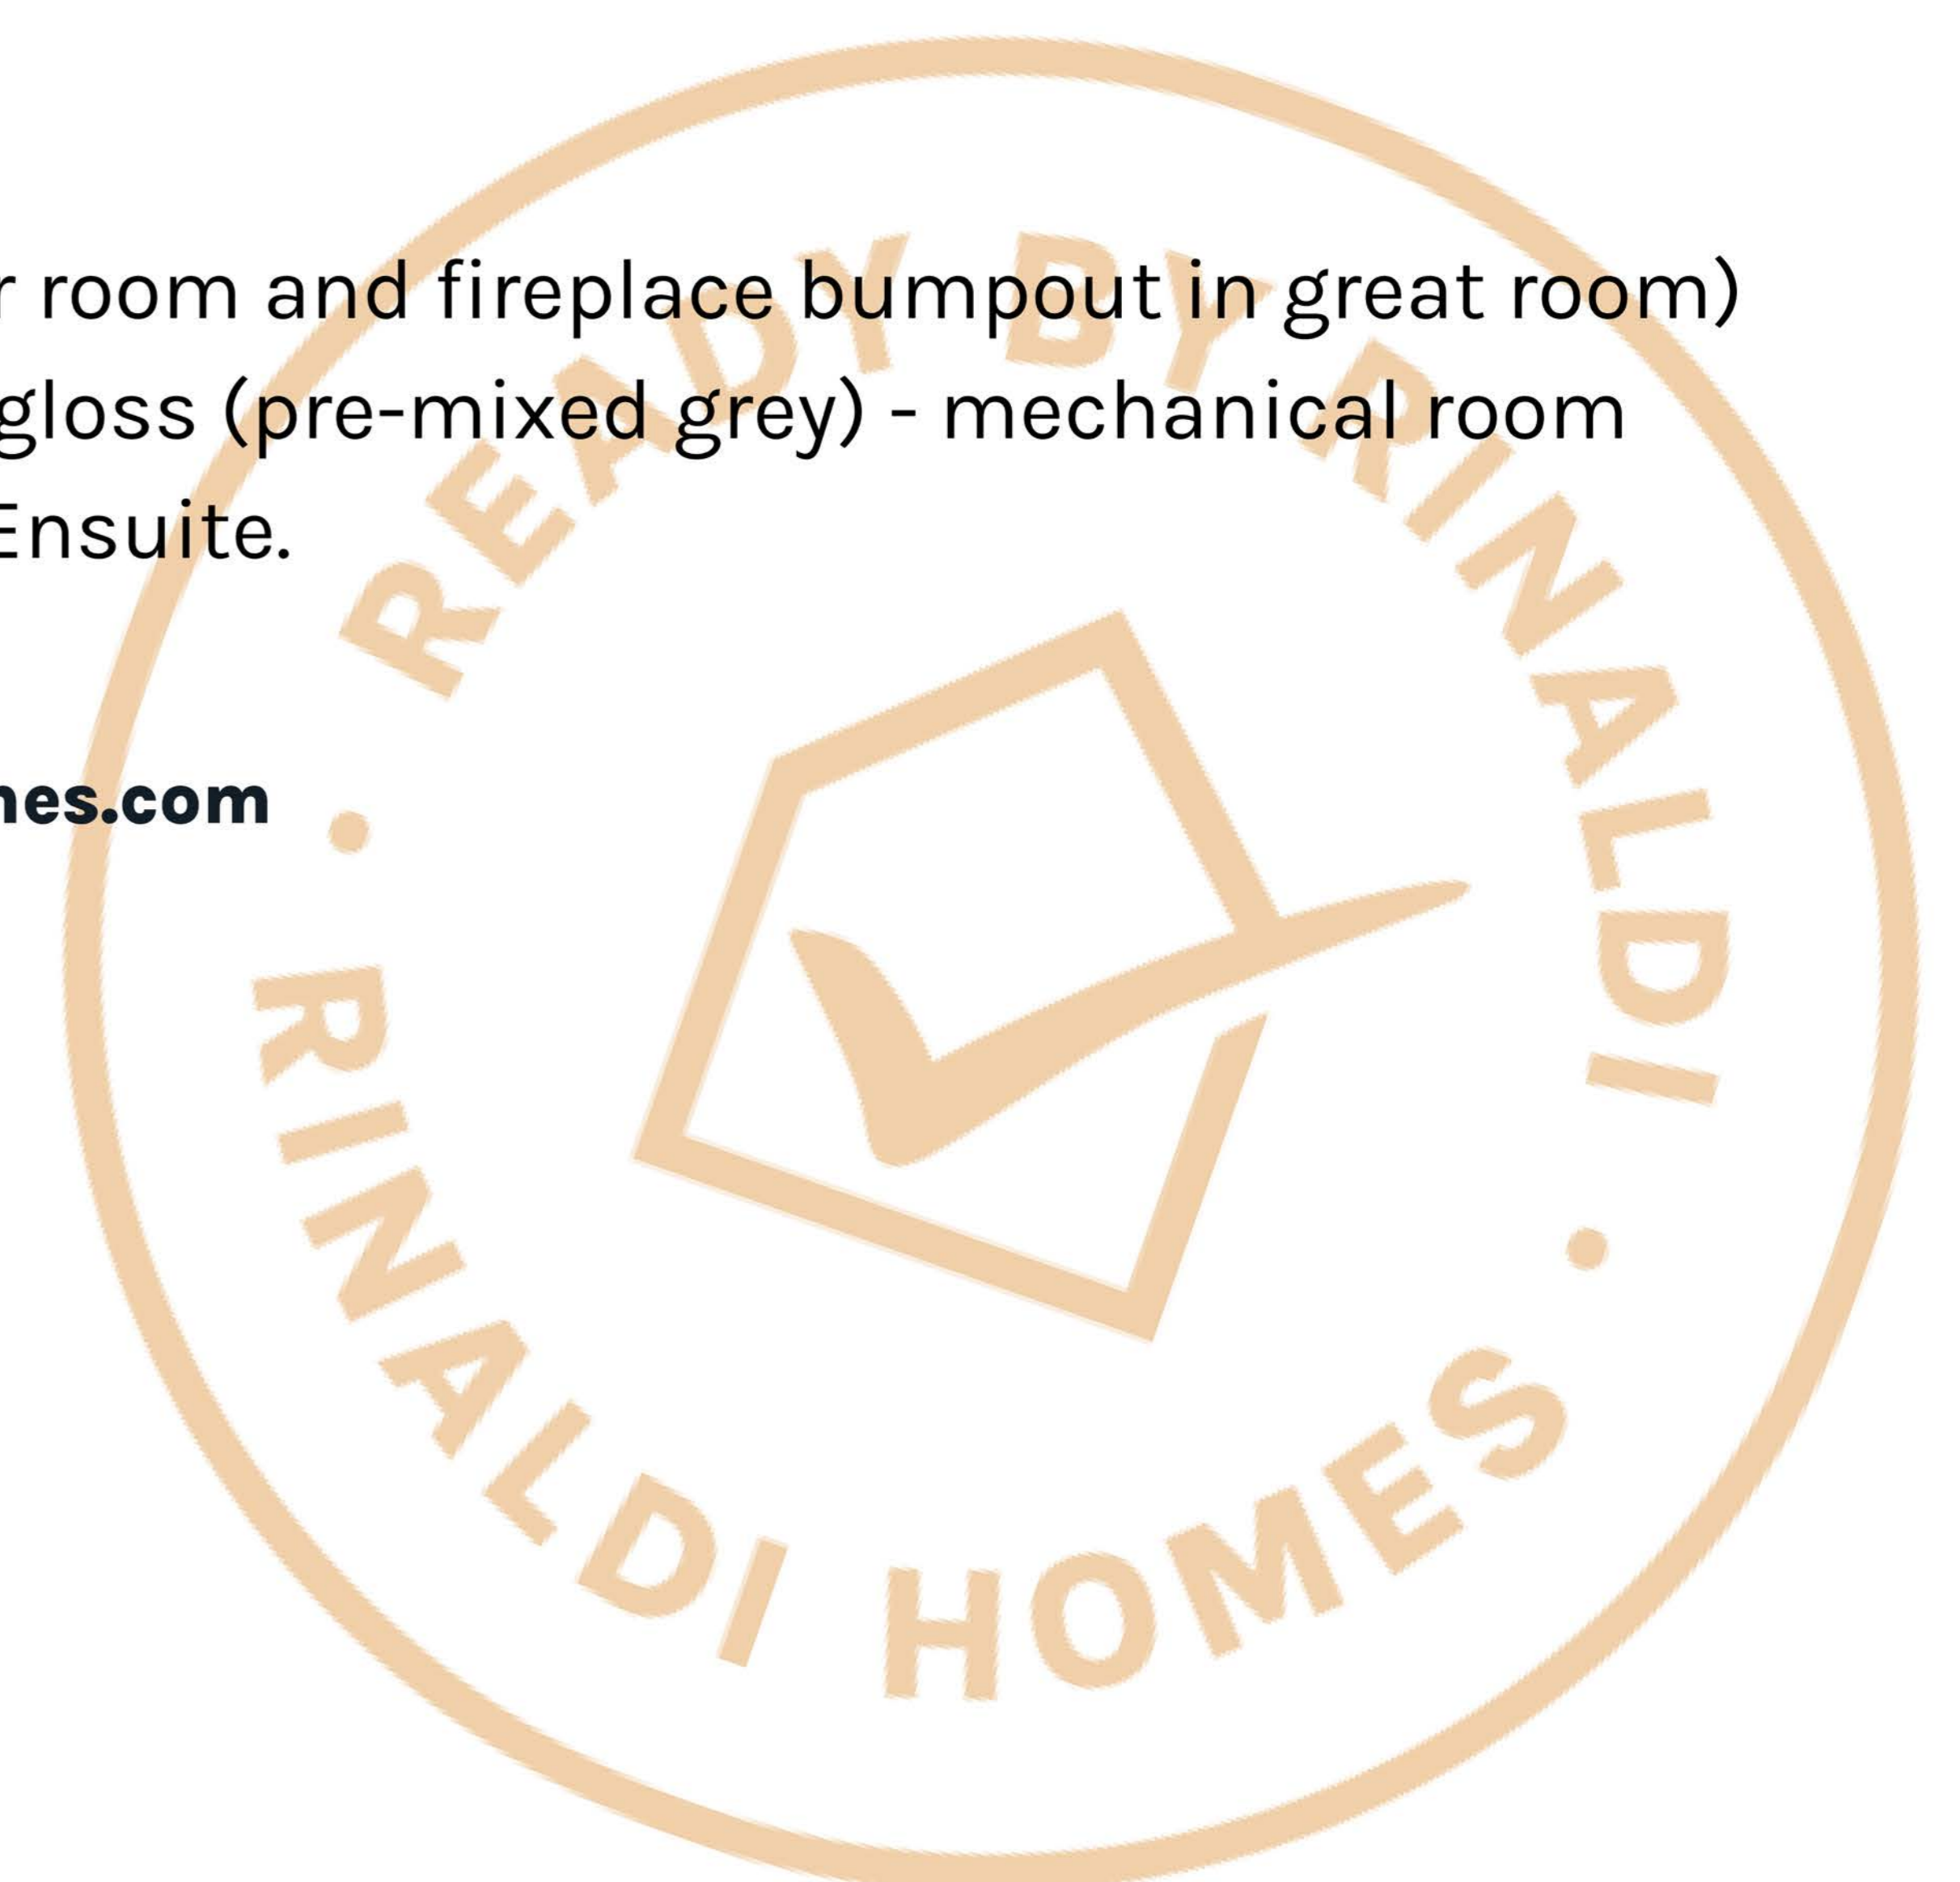 room and fireplace bumpout in great room)
gloss (pre-mixed grey) - mechanical room
Ensuite.
nes.com
READY BY RINALDI
• RINALDI HOMES •